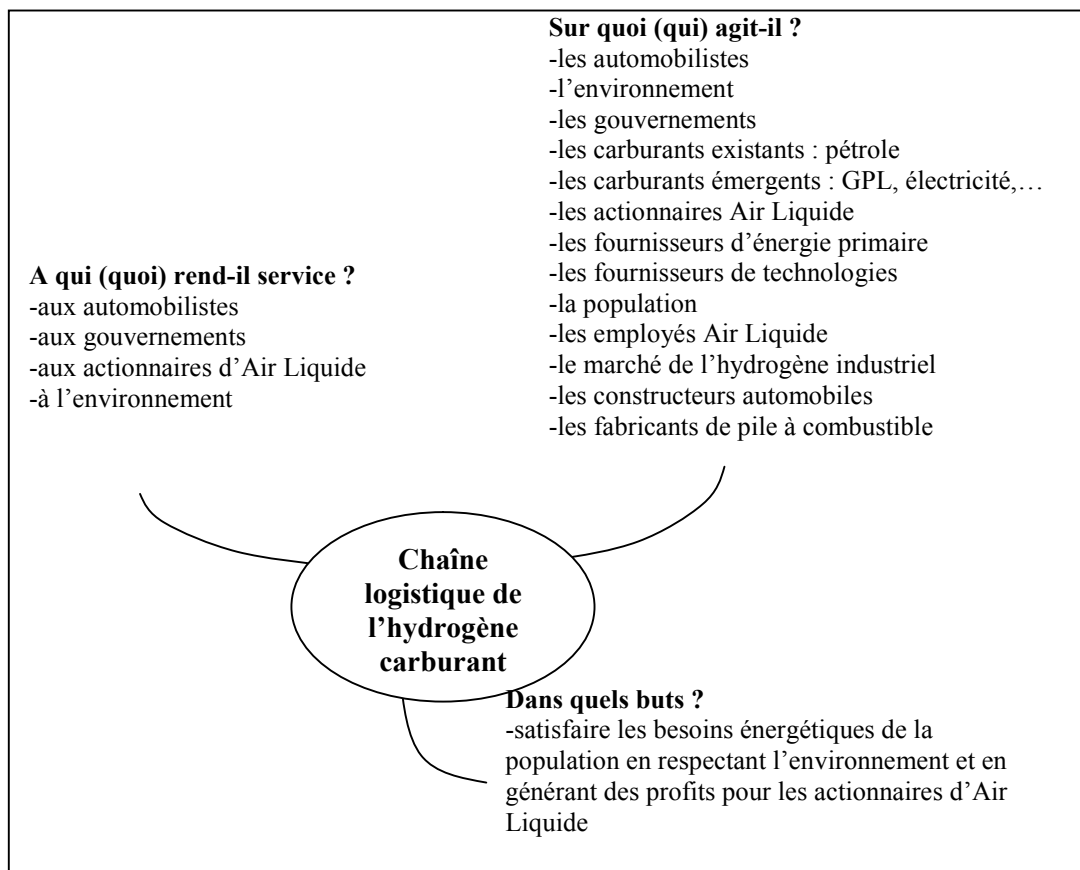 Sur quoi (qui) agit-il ?
-les automobilistes
-l’environnement
-les gouvernements
-les carburants existants : pétrole
-les carburants émergents : GPL, électricité,…
-les actionnaires Air Liquide
-les fournisseurs d’énergie primaire
-les fournisseurs de technologies
-la population
-les employés Air Liquide
-le marché de l’hydrogène industriel
-les constructeurs automobiles
-les fabricants de pile à combustible
A qui (quoi) rend-il service ?
-aux automobilistes
-aux gouvernements
-aux actionnaires d’Air Liquide
-à l’environnement
Chaîne
logistique de
l’hydrogène
carburant
Dans quels buts ?
-satisfaire les besoins énergétiques de la
population en respectant l’environnement et en
générant des profits pour les actionnaires d’Air
Liquide